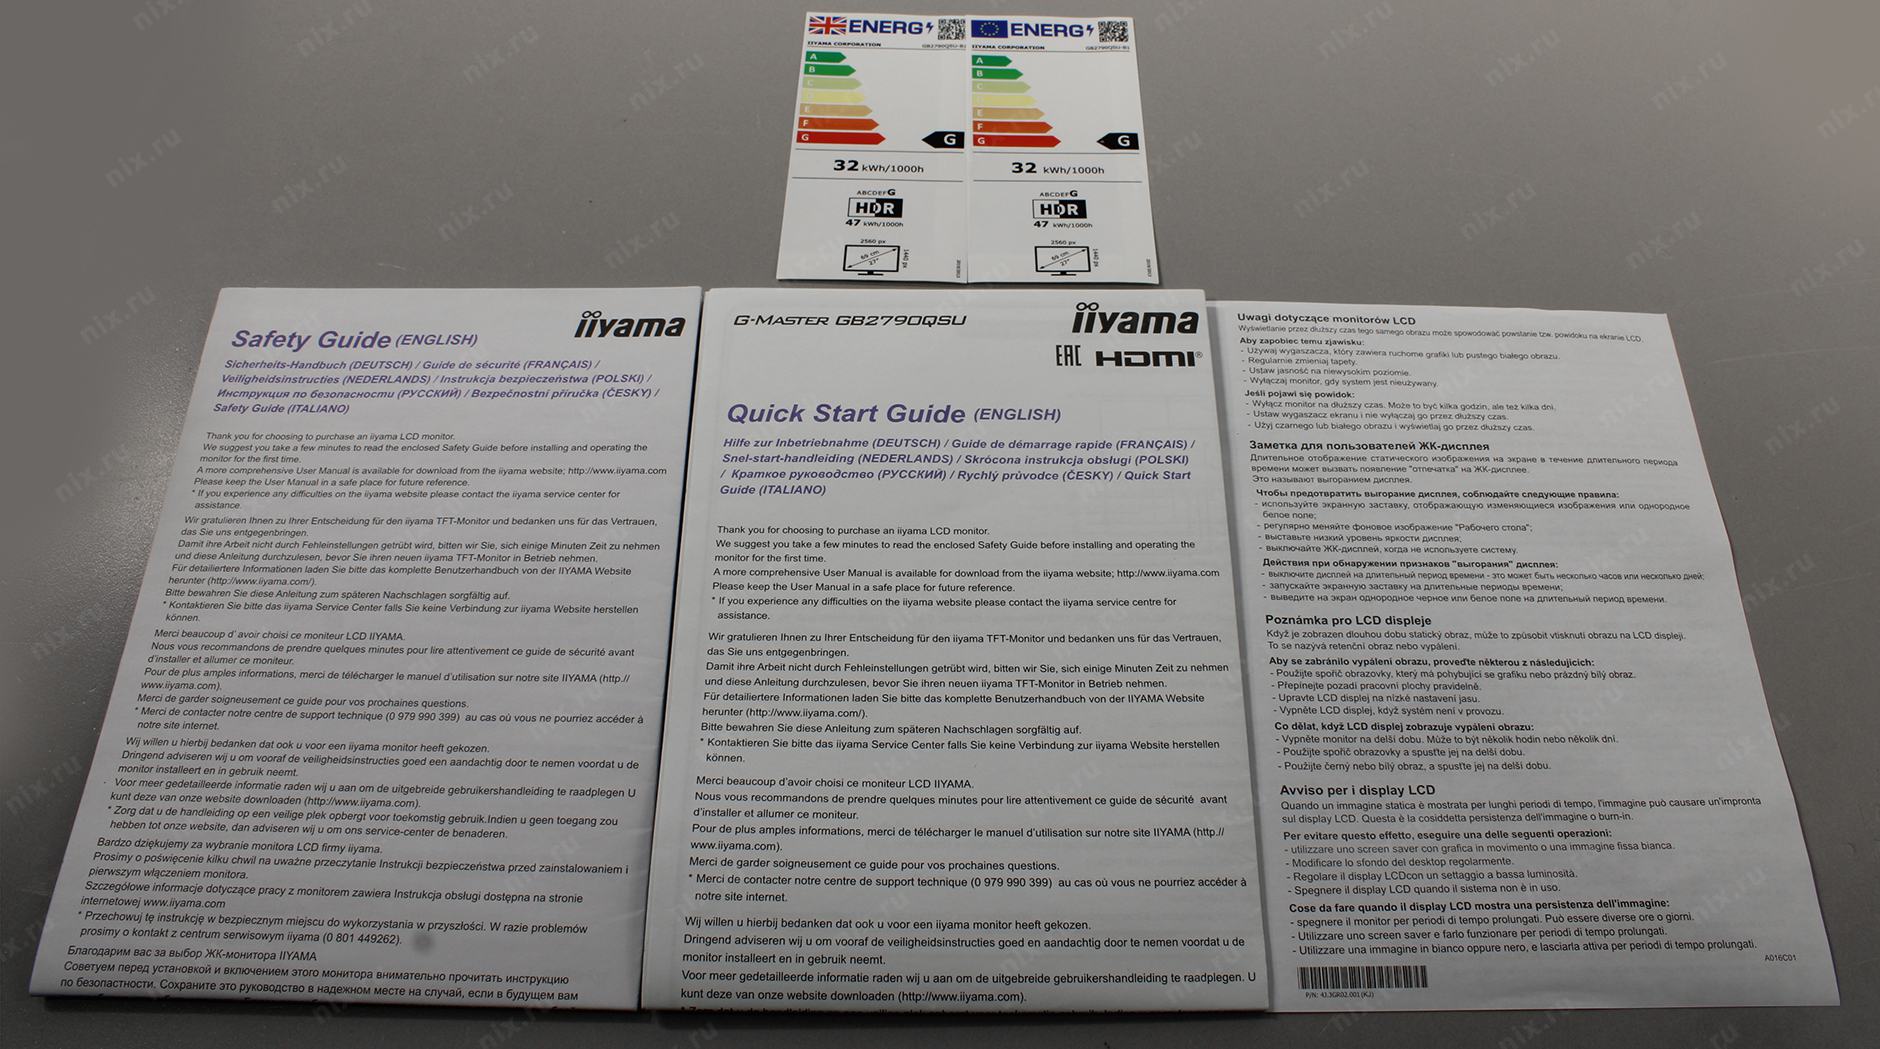 ENERG
IIYAMA CORPORATION GB2790QSU-B1
A
B
C
D
E
F
G
G
32 kWh/1000h
ABCDEFG
HDR
47 kWh/1000h
2560 px
69 cm
27"
1440 px
ENERG
IIYAMA CORPORATION GB2790QSU-B1
A
B
C
D
E
F
G
G
32 kWh/1000h
ABCDEFG
HDR
47 kWh/1000h
2560 px
69 cm
27"
1440 px
iiyama
Safety Guide (ENGLISH)
Sicherheits-Handbuch (DEUTSCH) / Guide de sécurité (FRANÇAIS) /
Veiligheidsinstructies (NEDERLANDS) / Instrukcja bezpieczeństwa (POLSKI) /
Инструкция по безопасности (РУССКИЙ) / Bezpečnostní příručka (ČESKY) /
Safety Guide (ITALIANO)
Thank you for choosing to purchase an iiyama LCD monitor.
We suggest you take a few minutes to read the enclosed Safety Guide before installing and operating the
monitor for the first time.
A more comprehensive User Manual is available for download from the iiyama website; http://www.iiyama.com
Please keep the User Manual in a safe place for future reference.
* If you experience any difficulties on the iiyama website please contact the iiyama service center for
assistance.
Wir gratulieren Ihnen zu Ihrer Entscheidung für den iiyama TFT-Monitor und bedanken uns für das Vertrauen,
das Sie uns entgegenbringen.
Damit ihre Arbeit nicht durch Fehleinstellungen getrübt wird, bitten wir Sie, sich einige Minuten Zeit zu nehmen
und diese Anleitung durchzulesen, bevor Sie ihren neuen iiyama TFT-Monitor in Betrieb nehmen.
Für detailiertere Informationen laden Sie bitte das komplette Benutzerhandbuch von der IIYAMA Website
herunter (http://www.iiyama.com/).
Bitte bewahren Sie diese Anleitung zum späteren Nachschlagen sorgfältig auf.
* Kontaktieren Sie bitte das iiyama Service Center falls Sie keine Verbindung zur iiyama Website herstellen
können.
Merci beaucoup d' avoir choisi ce moniteur LCD IIYAMA.
Nous vous recommandons de prendre quelques minutes pour lire attentivement ce guide de sécurité avant
d'installer et allumer ce moniteur.
Pour de plus amples informations, merci de télécharger le manuel d'utilisation sur notre site IIYAMA (http.//
www.iiyama.com).
Merci de garder soigneusement ce guide pour vos prochaines questions.
* Merci de contacter notre centre de support technique (0 979 990 399) au cas où vous ne pourriez accéder à
notre site internet.
Wij willen u hierbij bedanken dat ook u voor een iiyama monitor heeft gekozen.
Dringend adviseren wij u om vooraf de veiligheidsinstructies goed een aandachtig door te nemen voordat u de
monitor installeert en in gebruik neemt.
Voor meer gedetailleerde informatie raden wij u aan om de uitgebreide gebruikershandleiding te raadplegen U
kunt deze van onze website downloaden (http://www.iiyama.com).
* Zorg dat u de handleiding op een veilige plek opbergt voor toekomstig gebruik.Indien u geen toegang zou
hebben tot onze website, dan adviseren wij u om ons service-center de benaderen.
Bardzo dziękujemy za wybranie monitora LCD firmy iiyama.
Prosimy o poświęcenie kilku chwil na uważne przeczytanie Instrukcji bezpieczeństwa przed zainstalowaniem i
pierwszym włączeniem monitora.
Szczegółowe informacje dotyczące pracy z monitorem zawiera Instrukcja obsługi dostępna na stronie
internetowej www.iiyama.com
* Przechowuj tę instrukcję w bezpiecznym miejscu do wykorzystania w przyszłości. W razie problemów
prosimy o kontakt z centrum serwisowym iiyama (0 801 449262).
Благодарим вас за выбор ЖК-монитора IIYAMA
Советуем перед установкой и включением этого монитора внимательно прочитать инструкцию
по безопасности. Сохраните это руководство в надежном месте на случай, если в будущем вам
G-MASTER GB2790QSU
iiyama
EAC HDMI®
Quick Start Guide (ENGLISH)
Hilfe zur Inbetriebnahme (DEUTSCH) / Guide de démarrage rapide (FRANÇAIS) /
Snel-start-handleiding (NEDERLANDS) / Skrócona instrukcja obsługi (POLSKI)
/ Краткое руководство (РУССКИЙ) / Rychlý průvodce (ČESKY) / Quick Start
Guide (ITALIANO)
Thank you for choosing to purchase an iiyama LCD monitor.
We suggest you take a few minutes to read the enclosed Safety Guide before installing and operating the
monitor for the first time.
A more comprehensive User Manual is available for download from the iiyama website; http://www.iiyama.com
Please keep the User Manual in a safe place for future reference.
* If you experience any difficulties on the iiyama website please contact the iiyama service centre for
assistance.
Wir gratulieren Ihnen zu Ihrer Entscheidung für den iiyama TFT-Monitor und bedanken uns für das Vertrauen,
das Sie uns entgegenbringen.
Damit ihre Arbeit nicht durch Fehleinstellungen getrübt wird, bitten wir Sie, sich einige Minuten Zeit zu nehmen
und diese Anleitung durchzulesen, bevor Sie ihren neuen iiyama TFT-Monitor in Betrieb nehmen.
Für detailiertere Informationen laden Sie bitte das komplette Benutzerhandbuch von der IIYAMA Website
herunter (http://www.iiyama.com/).
Bitte bewahren Sie diese Anleitung zum späteren Nachschlagen sorgfältig auf.
* Kontaktieren Sie bitte das iiyama Service Center falls Sie keine Verbindung zur iiyama Website herstellen
können.
Merci beaucoup d'avoir choisi ce moniteur LCD IIYAMA.
Nous vous recommandons de prendre quelques minutes pour lire attentivement ce guide de sécurité avant
d'installer et allumer ce moniteur.
Pour de plus amples informations, merci de télécharger le manuel d'utilisation sur notre site IIYAMA (http.//
www.iiyama.com).
Merci de garder soigneusement ce guide pour vos prochaines questions.
* Merci de contacter notre centre de support technique (0 979 990 399) au cas où vous ne pourriez accéder à
notre site internet.
Wij willen u hierbij bedanken dat ook u voor een iiyama monitor heeft gekozen.
Dringend adviseren wij u om vooraf de veiligheidsinstructies goed en aandachtig door te nemen voordat u de
monitor installeert en in gebruik neemt.
Voor meer gedetailleerde informatie raden wij u aan om de uitgebreide gebruikershandleiding te raadplegen. U
kunt deze van onze website downloaden (http://www.iiyama.com).
Uwagi dotyczące monitorów LCD
Wyświetlanie przez dłuższy czas tego samego obrazu może spowodować powstanie tzw. powidoku na ekranie LCD.
Aby zapobiec temu zjawisku:
- Używaj wygaszacza, który zawiera ruchome grafiki lub pustego białego obrazu.
- Regularnie zmieniaj tapety.
- Ustaw jasność na niewysokim poziomie.
- Wyłączaj monitor, gdy system jest nieużywany.
Jeśli pojawi się powidok:
- Wyłącz monitor na dłuższy czas. Może to być kilka godzin, ale też kilka dni.
- Ustaw wygaszacz ekranu i nie wyłączaj go przez dłuższy czas.
- Użyj czarnego lub białego obrazu i wyświetlaj go przez dłuższy czas.
Заметка для пользователей ЖК-дисплея
Длительное отображение статического изображения на экране в течение длительного периода
времени может вызвать появление "отпечатка" на ЖК-дисплее.
Это называют выгоранием дисплея.
Чтобы предотвратить выгорание дисплея, соблюдайте следующие правила:
- используйте экранную заставку, отображующую изменяющиеся изображения или однородное
белое поле;
- регулярно меняйте фоновое изображение "Рабочего стола";
- выставьте низкий уровень яркости дисплея;
- выключайте ЖК-дисплей, когда не используете систему.
Действия при обнаружении признаков "выгорания" дисплея:
- выключите дисплей на длительный период времени - это может быть несколько часов или несколько дней;
- запускайте экранную заставку на длительные периоды времени;
- выведите на экран однородное черное или белое поле на длительный период времени.
Poznámka pro LCD displeje
Když je zobrazen dlouhou dobu statický obraz, může to způsobit vtisknutí obrazu na LCD displeji.
To se nazývá retenční obraz nebo vypálení.
Aby se zabránilo vypálení obrazu, proveďte některou z následujících:
- Použijte spořič obrazovky, který má pohybující se grafiku nebo prázdný bílý obraz.
- Přepínejte pozadí pracovní plochy pravidelně.
- Upravte LCD displej na nízké nastavení jasu.
- Vypněte LCD displej, když systém není v provozu.
Co dělat, když LCD displej zobrazuje vypálení obrazu:
- Vypněte monitor na delší dobu. Může to být několik hodin nebo několik dní.
- Použijte spořič obrazovky a spusťte jej na delší dobu.
- Použijte černý nebo bílý obraz, a spusťte jej na delší dobu.
Avviso per i display LCD
Quando un immagine statica è mostrata per lunghi periodi di tempo, l'immagine può causare un'impronta
sul display LCD. Questa è la cosiddetta persistenza dell'immagine o burn-in.
Per evitare questo effetto, eseguire una delle seguenti operazioni:
- utilizzare uno screen saver con grafica in movimento o una immagine fissa bianca.
- Modificare lo sfondo del desktop regolarmente.
- Regolare il display LCDcon un settaggio a bassa luminosità.
- Spegnere il display LCD quando il sistema non è in uso.
Cose da fare quando il display LCD mostra una persistenza dell'immagine:
- spegnere il monitor per periodi di tempo prolungati. Può essere diverse ore o giorni.
- Utilizzare uno screen saver e farlo funzionare per periodi di tempo prolungati.
- Utilizzare una immagine in bianco oppure nero, e lasciarla attiva per periodi di tempo prolungati.
A016C01
P/N: 4J.3GR02.001 (KJ)
nix.ru